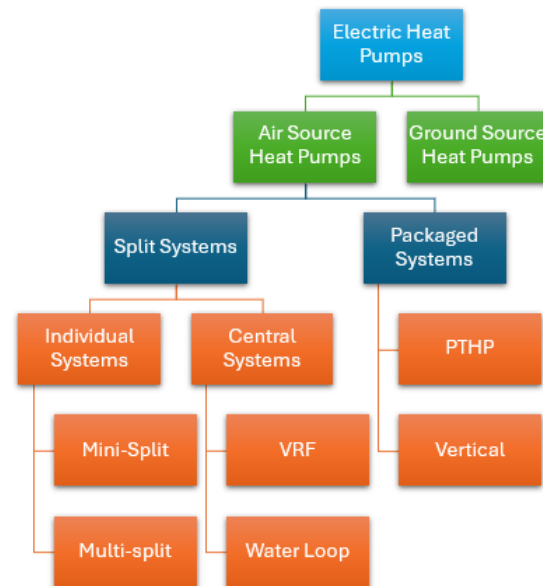 Electric Heat
Pumps
Air Source
Heat Pumps
Ground Source
Heat Pumps
Split Systems
Packaged
Systems
Individual
Systems
Central
Systems
PTHP
Mini-Split
VRF
Vertical
Multi-split
Water Loop